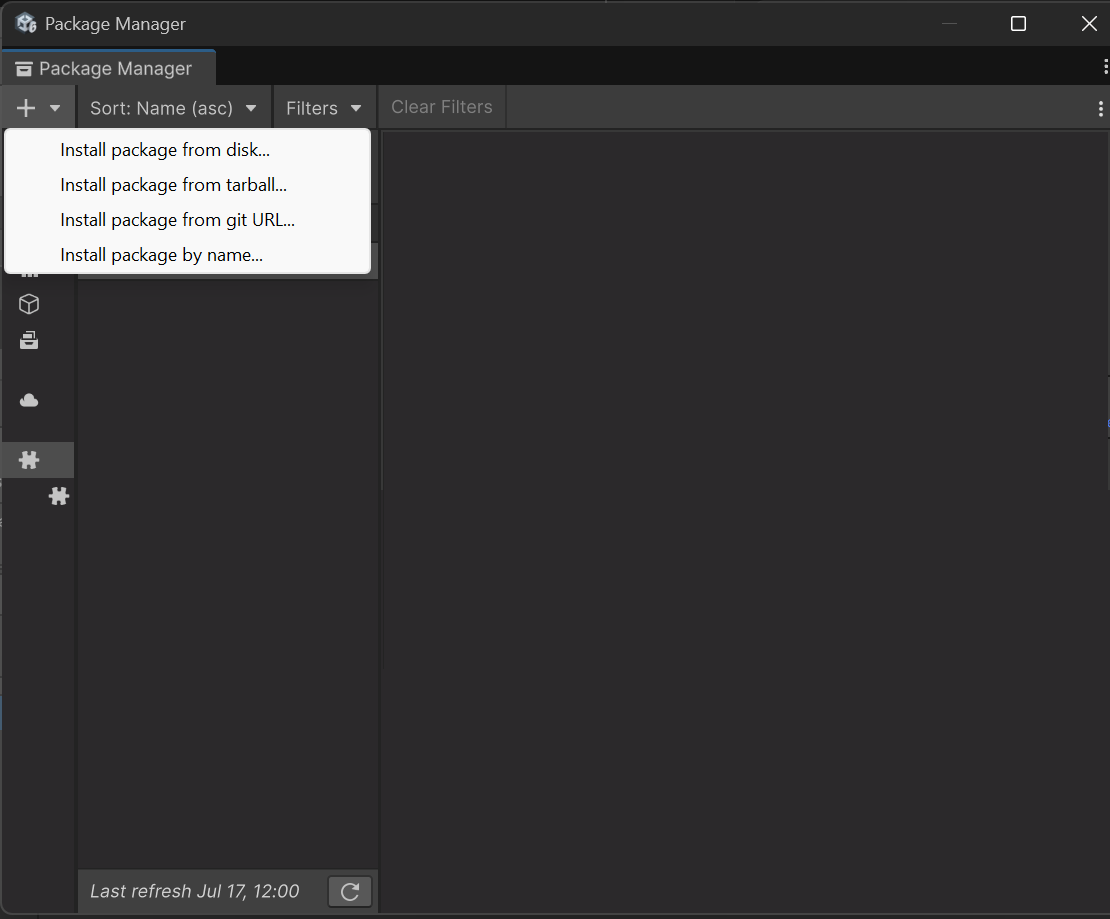 Package Manager
Package Manager
Sort: Name (asc) Filters Clear Filters
Install package from disk...
Install package from tarball...
Install package from git URL...
Install package by name...
Last refresh Jul 17, 12:00